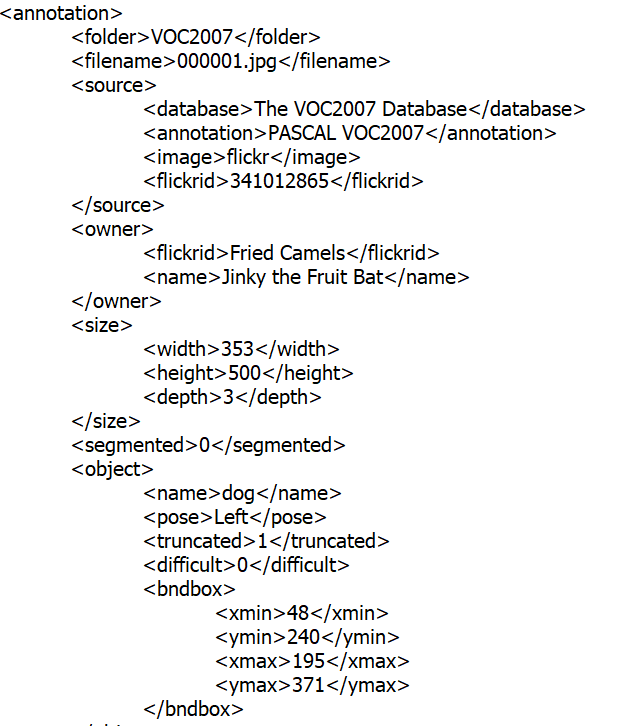 <annotation>
<folder>VOC2007</folder>
<filename>000001.jpg</filename>
<source>
<database>The VOC2007 Database</database>
<annotation>PASCAL VOC2007</annotation>
<image>flickr</image>
<flickrid>341012865</flickrid>
</source>
<owner>
<flickrid>Fried Camels</flickrid>
<name>Jinky the Fruit Bat</name>
</owner>
<size>
<width>353</width>
<height>500</height>
<depth>3</depth>
</size>
<segmented>0</segmented>
<object>
<name>dog</name>
<pose>Left</pose>
<truncated>1</truncated>
<difficult>0</difficult>
<bndbox>
<xmin>48</xmin>
<ymin>240</ymin>
<xmax>195</xmax>
<ymax>371</ymax>
</bndbox>